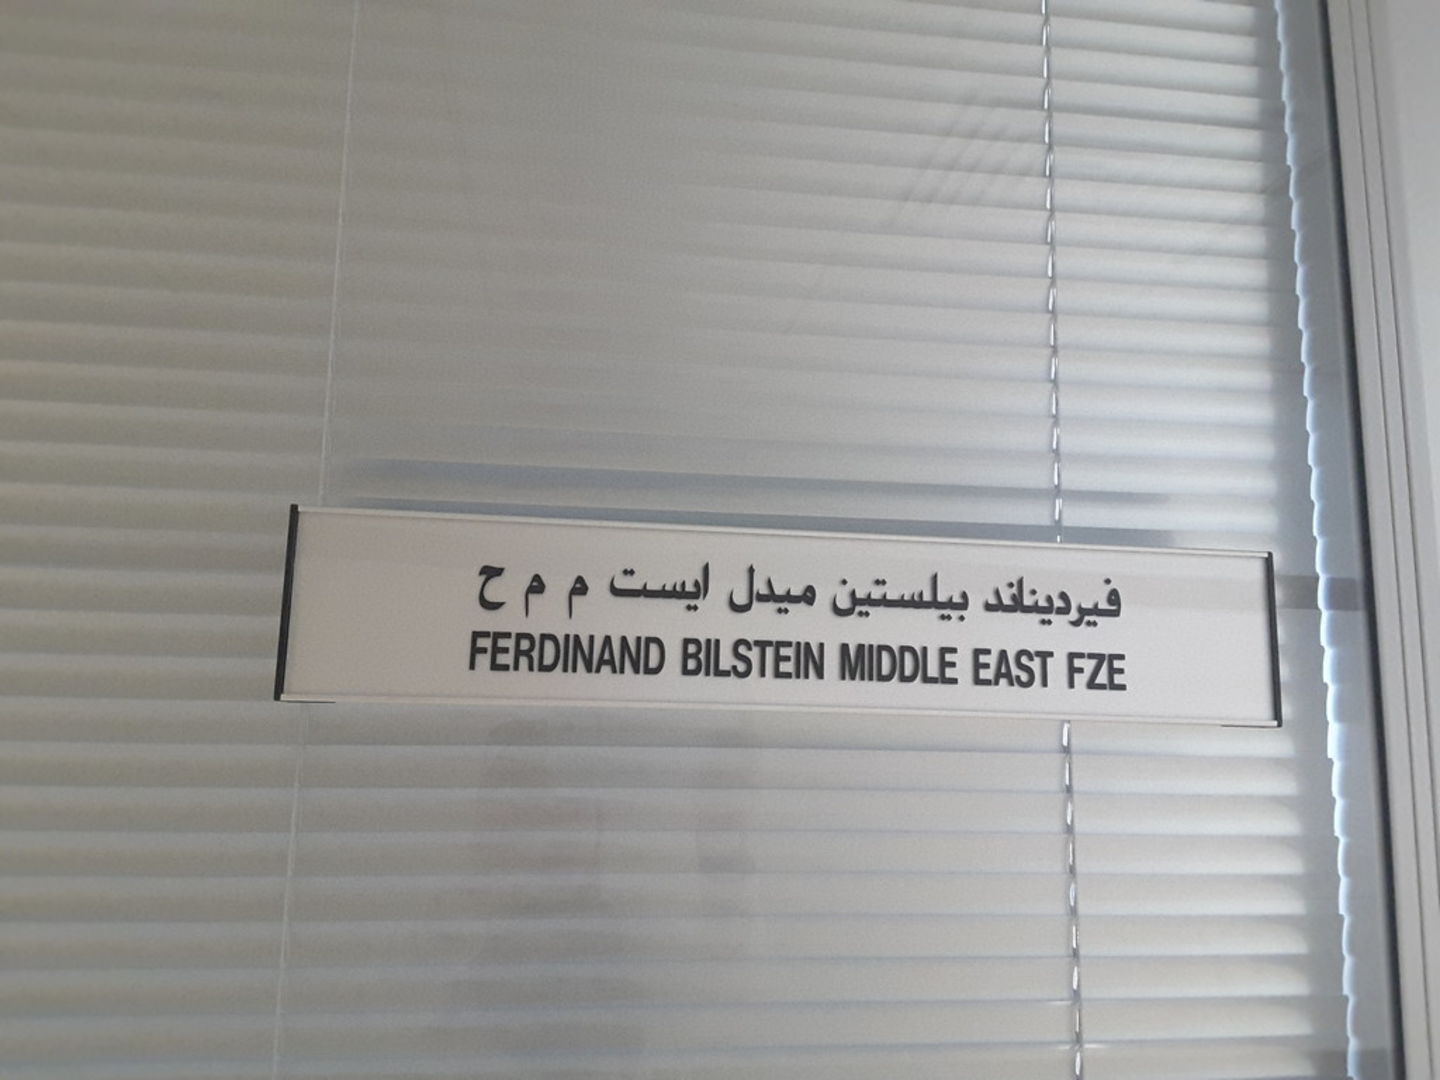 فيرديناند بيلستين ميدل ايست م م ح
FERDINAND BILSTEIN MIDDLE EAST FZE